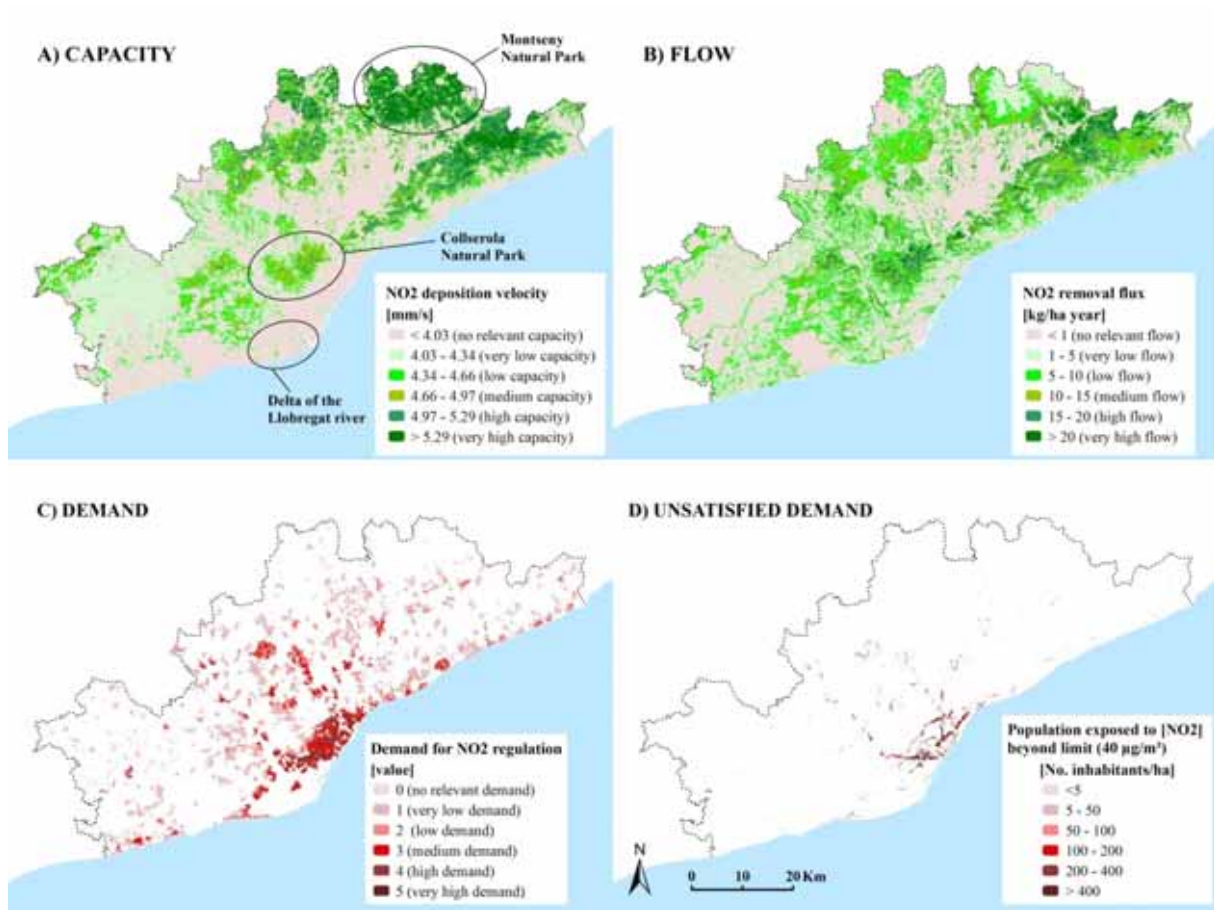 A) CAPACITY
Montseny
Natural Park
Collserula
Natural Park
Delta of the
Llobregat river
NO2 deposition velocity
[mm/s]
< 4.03 (no relevant capacity)
4.03 - 4.34 (very low capacity)
4.34 - 4.66 (low capacity)
4.66 - 4.97 (medium capacity)
4.97 - 5.29 (high capacity)
> 5.29 (very high capacity)
B) FLOW
NO2 removal flux
[kg/ha year]
< 1 (no relevant flow)
1 - 5 (very low flow)
5 - 10 (low flow)
10 - 15 (medium flow)
15 - 20 (high flow)
> 20 (very high flow)
C) DEMAND
Demand for NO2 regulation
[value]
0 (no relevant demand)
1 (very low demand)
2 (low demand)
3 (medium demand)
4 (high demand)
5 (very high demand)
D) UNSATISFIED DEMAND
Population exposed to [NO2]
beyond limit (40 µg/m³)
[No. inhabitants/ha]
<5
5 - 50
50 - 100
100 - 200
200 - 400
> 400
N
0 10 20 Km